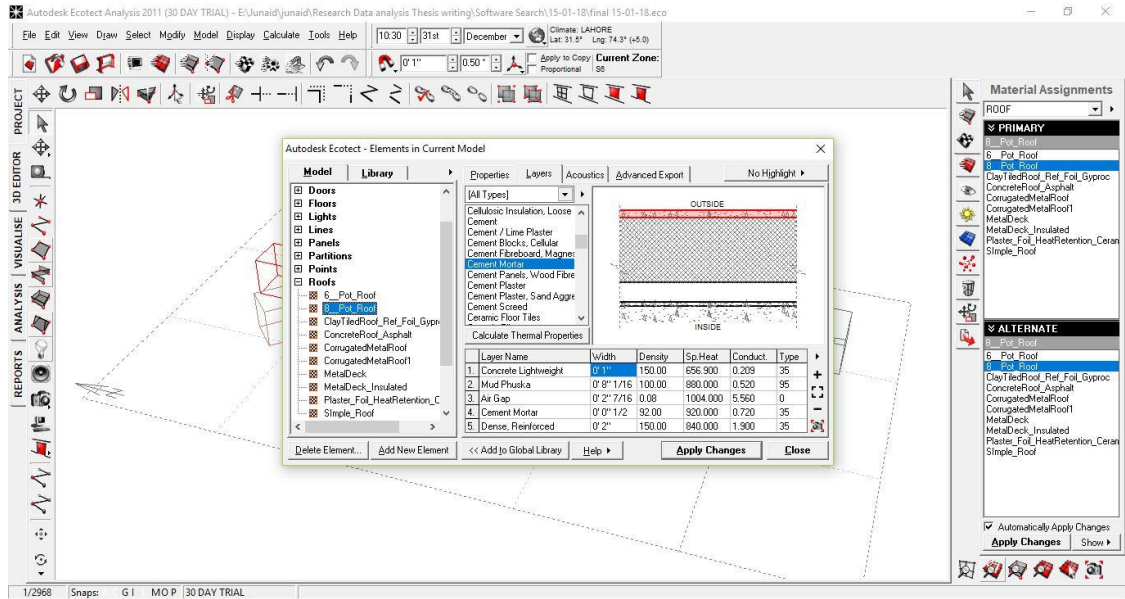 Autodesk Ecotect Analysis 2011 (30 DAY TRIAL) - E:\Junaid\junaid\Research Data analysis Thesis writing\Software Search\15-01-18\final 15-01-18.eco
File Edit View Draw Select Modify Model Display Calculate Tools Help
10:30 31st December
Climate: LAHORE
Lat: 31.5° Lng: 74.3° (+5.0)
0' 1" 0.50 °
Apply to Copy
Proportional
Current Zone:
S6
PROJECT
3D EDITOR
VISUALISE
ANALYSIS
REPORTS
Autodesk Ecotect - Elements in Current Model
Model Library
Doors
Floors
Lights
Lines
Panels
Partitions
Points
Roofs
6__Pot_Roof
8__Pot_Roof
ClayTiledRoof_Ref_Foil_Gypr
ConcreteRoof_Asphalt
CorrugatedMetalRoof
CorrugatedMetalRoof1
MetalDeck
MetalDeck_Insulated
Plaster_Foil_HeatRetention_C
SImple_Roof
Properties Layers Acoustics Advanced Export No Highlight
[All Types]
Cellulosic Insulation, Loose
Cement
Cement / Lime Plaster
Cement Blocks, Cellular
Cement Fibreboard, Magnes
Cement Mortar
Cement Panels, Wood Fibre
Cement Plaster
Cement Plaster, Sand Aggre
Cement Screed
Ceramic Floor Tiles
Calculate Thermal Properties
OUTSIDE
INSIDE
Layer Name Width Density Sp.Heat Conduct. Type
1. Concrete Lightweight 0' 1" 150.00 656.900 0.209 35
2. Mud Phuska 0' 8" 1/16 100.00 880.000 0.520 95
3. Air Gap 0' 2" 7/16 0.08 1004.000 5.560 0
4. Cement Mortar 0' 0" 1/2 92.00 920.000 0.720 35
5. Dense, Reinforced 0' 2" 150.00 840.000 1.900 35
Delete Element... Add New Element << Add to Global Library Help Apply Changes Close
Material Assignments
ROOF
PRIMARY
8__Pot_Roof
6__Pot_Roof
8__Pot_Roof
ClayTiledRoof_Ref_Foil_Gyproc
ConcreteRoof_Asphalt
CorrugatedMetalRoof
CorrugatedMetalRoof1
MetalDeck
MetalDeck_Insulated
Plaster_Foil_HeatRetention_Ceran
SImple_Roof
ALTERNATE
8__Pot_Roof
6__Pot_Roof
8__Pot_Roof
ClayTiledRoof_Ref_Foil_Gyproc
ConcreteRoof_Asphalt
CorrugatedMetalRoof
CorrugatedMetalRoof1
MetalDeck
MetalDeck_Insulated
Plaster_Foil_HeatRetention_Ceran
SImple_Roof
Automatically Apply Changes
Apply Changes Show
1/2968 Snaps: G I M O P 30 DAY TRIAL